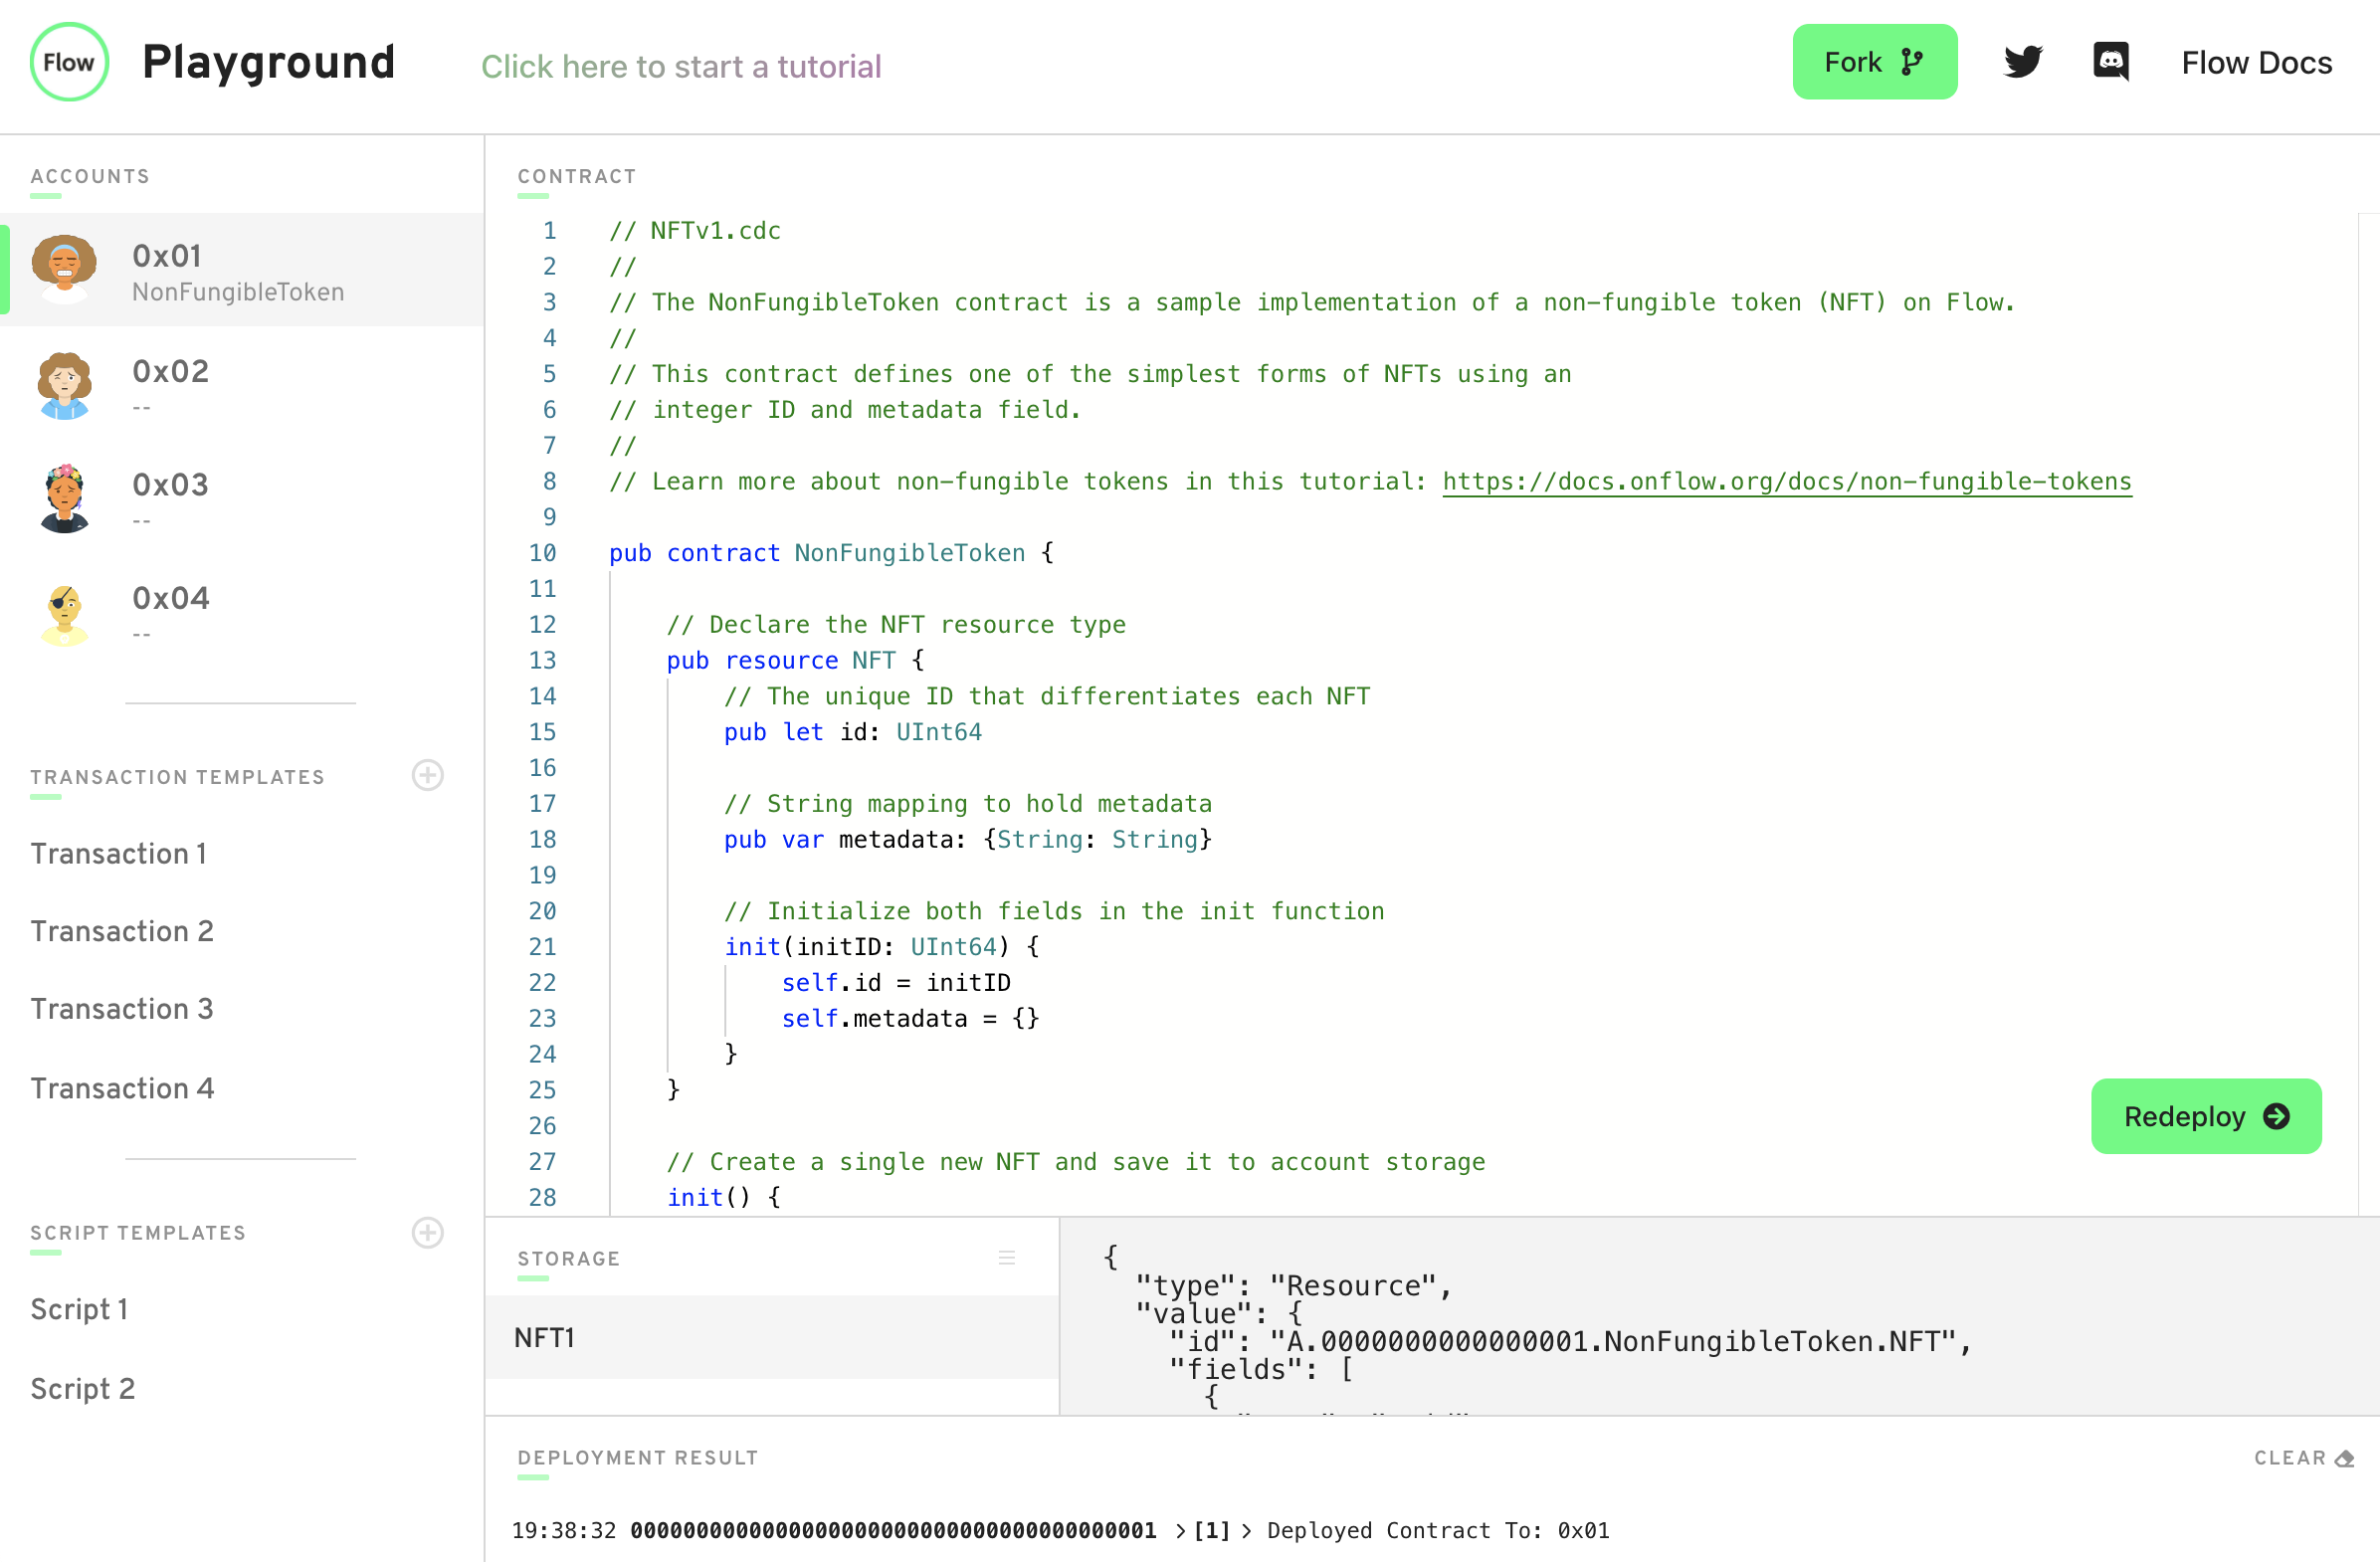 Flow
Playground
Click here to start a tutorial
Fork
Flow Docs
ACCOUNTS
0x01
NonFungibleToken
0x02
--
0x03
--
0x04
--
TRANSACTION TEMPLATES
Transaction 1
Transaction 2
Transaction 3
Transaction 4
SCRIPT TEMPLATES
Script 1
Script 2
CONTRACT
1 // NFTv1.cdc
2 //
3 // The NonFungibleToken contract is a sample implementation of a non-fungible token (NFT) on Flow.
4 //
5 // This contract defines one of the simplest forms of NFTs using an
6 // integer ID and metadata field.
7 //
8 // Learn more about non-fungible tokens in this tutorial: https://docs.onflow.org/docs/non-fungible-tokens
9
10 pub contract NonFungibleToken {
11
12 // Declare the NFT resource type
13 pub resource NFT {
14 // The unique ID that differentiates each NFT
15 pub let id: UInt64
16
17 // String mapping to hold metadata
18 pub var metadata: {String: String}
19
20 // Initialize both fields in the init function
21 init(initID: UInt64) {
22 self.id = initID
23 self.metadata = {}
24 }
25 }
26
27 // Create a single new NFT and save it to account storage
28 init() {
Redeploy
STORAGE
NFT1
{
"type": "Resource",
"value": {
"id": "A.0000000000000001.NonFungibleToken.NFT",
"fields": [
{
DEPLOYMENT RESULT
CLEAR
19:38:32 0000000000000000000000000000000000000001 > [1] > Deployed Contract To: 0x01